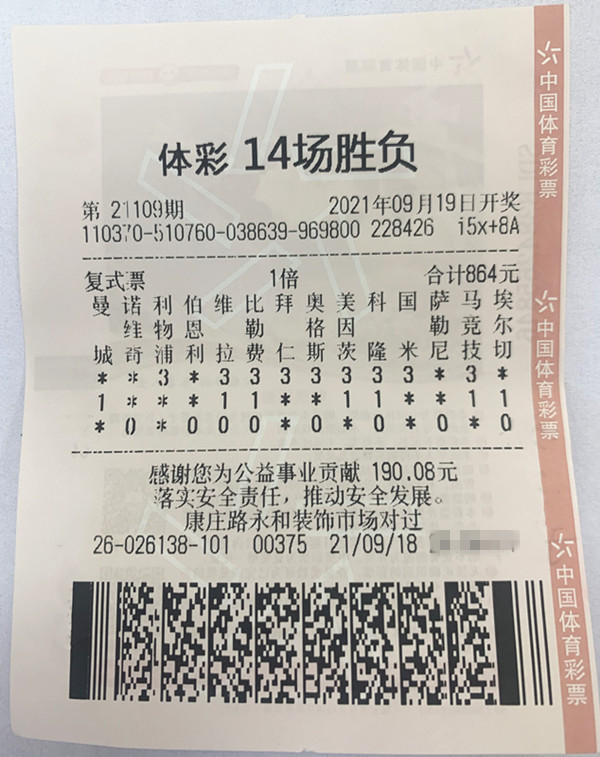 体彩 14场胜负
第 21109期 2021年09月19日开奖
110370-510760-038639-969800 228426 i5x+8A
复式票 1倍 合计864元
曼 诺 利 伯 维 比 拜 奥 美 科 国 萨 马 埃
维 物 恩 勒 格 因 勒 竞 尔
城 奇 浦 利 拉 费 仁 斯 茨 隆 米 尼 技 切
* * 3 * 3 3 3 3 3 3 3 * 3 *
1 * * * 1 1 * * 1 1 * * 1 1
* 0 * 0 0 0 * 0 * 0 * 0 * 0
感谢您为公益事业贡献 190.08元
落实安全责任，推动安全发展。
康庄路永和装饰市场对过
26-026138-101 00375 21/09/18
中国体育彩票
中国体育彩票
中国体育彩票